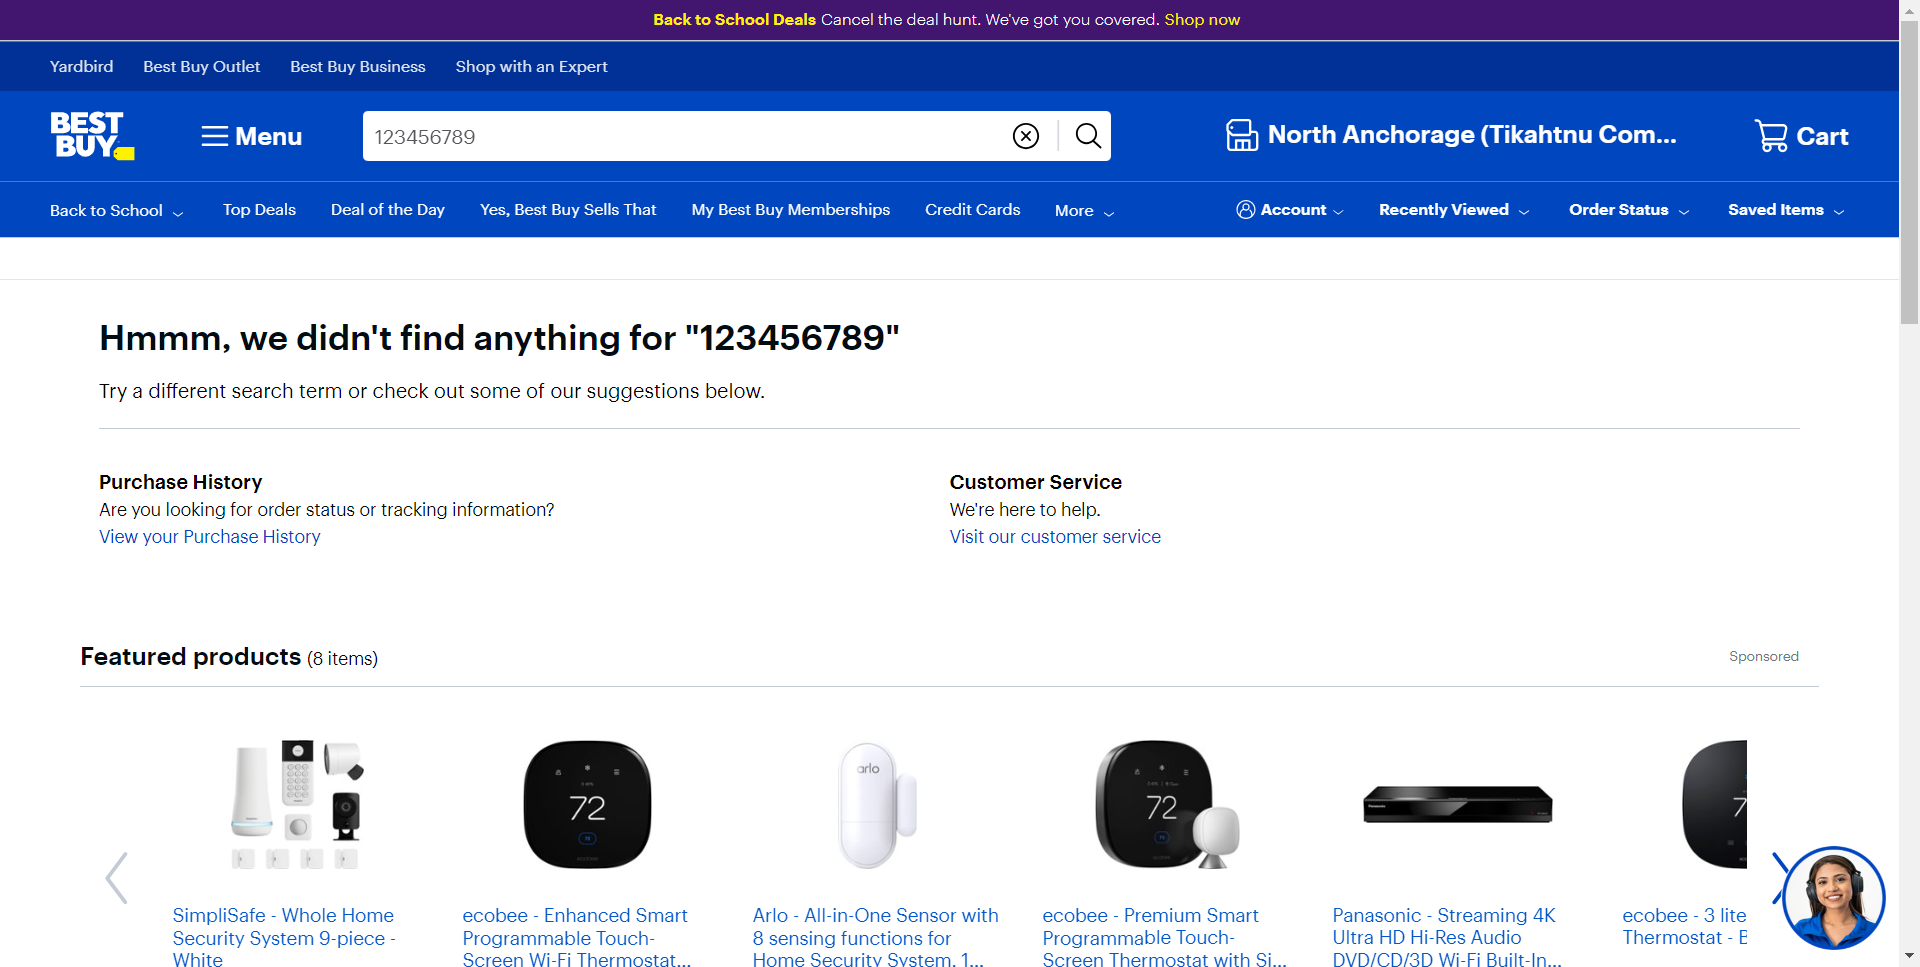 Back to School Deals Cancel the deal hunt. We've got you covered. Shop now
Yardbird Best Buy Outlet Best Buy Business Shop with an Expert
BEST
BUY
Menu
123456789
North Anchorage (Tikahtnu Com...
Cart
Back to School Top Deals Deal of the Day Yes, Best Buy Sells That My Best Buy Memberships Credit Cards More Account Recently Viewed Order Status Saved Items
Hmmm, we didn't find anything for "123456789"
Try a different search term or check out some of our suggestions below.
Purchase History
Are you looking for order status or tracking information?
View your Purchase History
Customer Service
We're here to help.
Visit our customer service
Featured products (8 items)
Sponsored
72
arlo
72
Panasonic
SimpliSafe - Whole Home
Security System 9-piece -
White
ecobee - Enhanced Smart
Programmable Touch-
Screen Wi-Fi Thermostat...
Arlo - All-in-One Sensor with
8 sensing functions for
Home Security System. 1...
ecobee - Premium Smart
Programmable Touch-
Screen Thermostat with Si...
Panasonic - Streaming 4K
Ultra HD Hi-Res Audio
DVD/CD/3D Wi-Fi Built-In...
ecobee - 3 lite
Thermostat - B